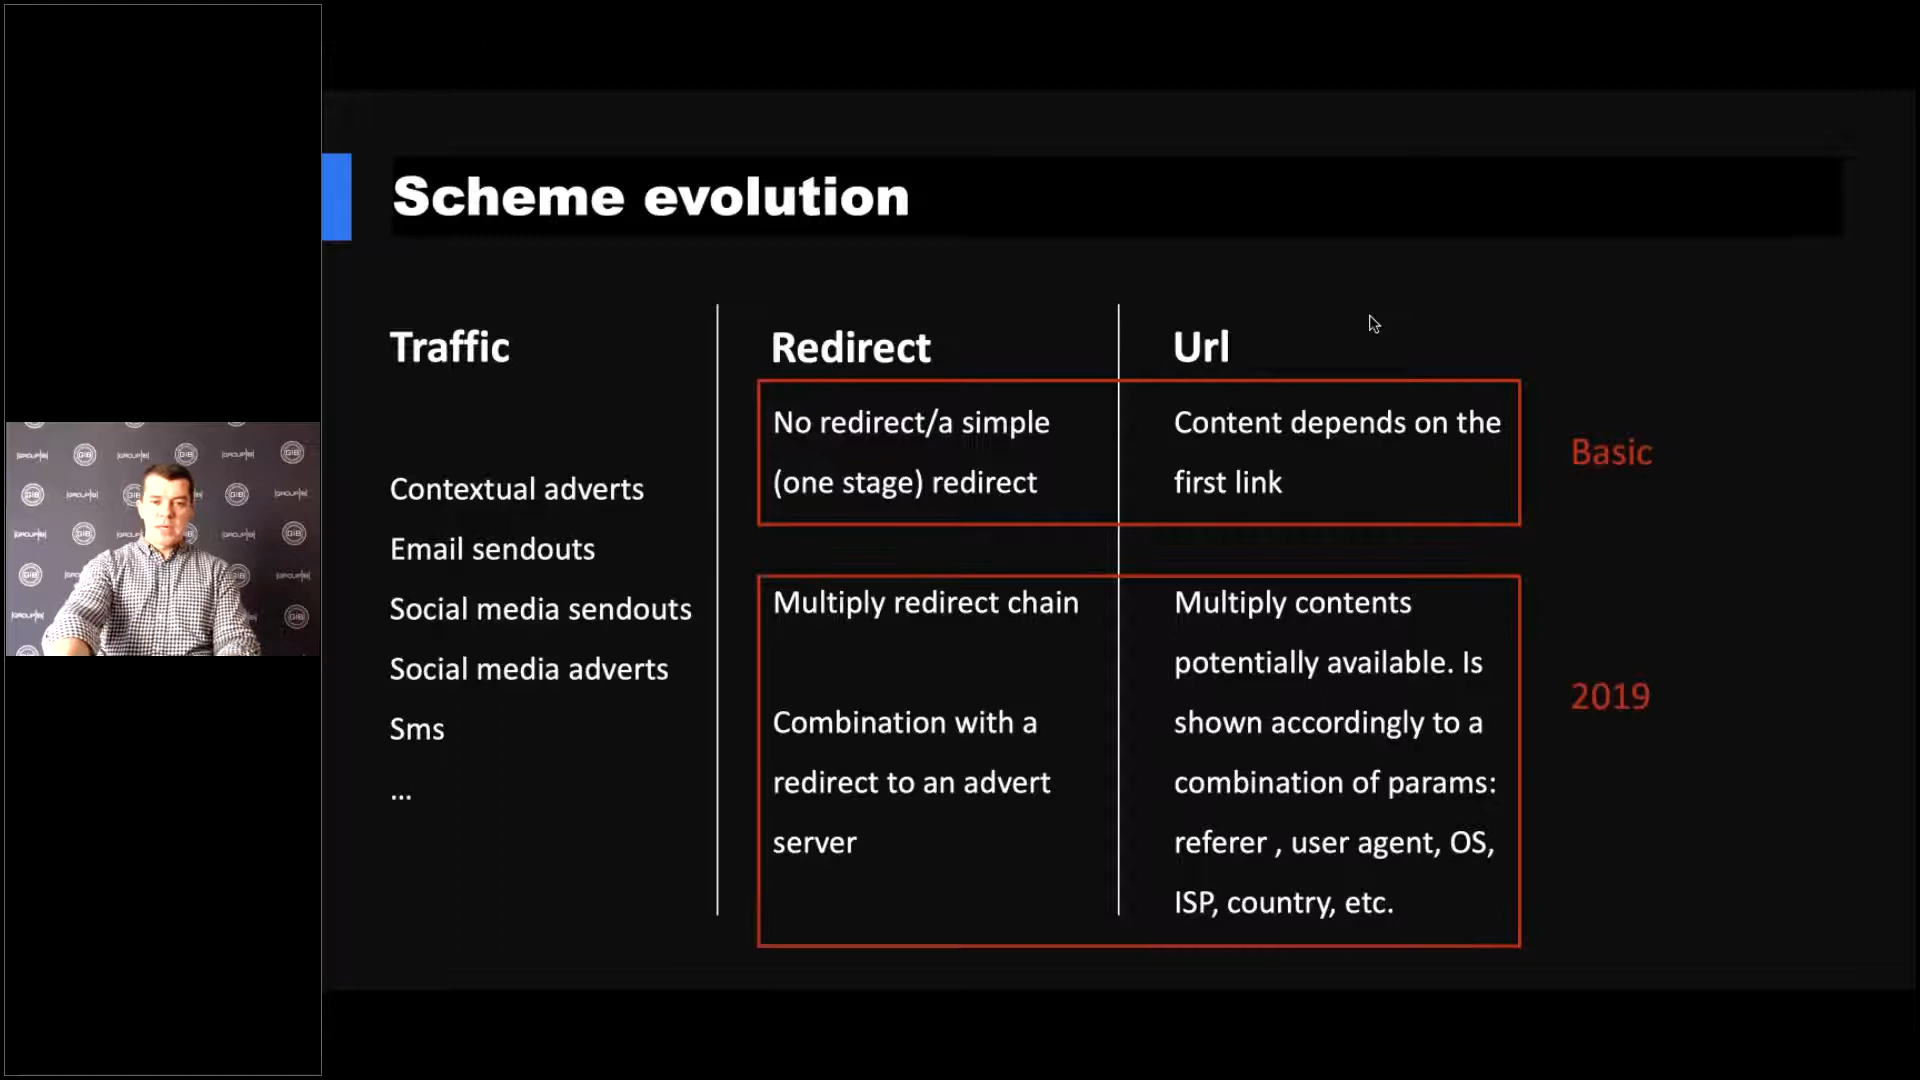 Scheme evolution
Traffic
Contextual adverts
Email sendouts
Social media sendouts
Social media adverts
Sms
...
Redirect
No redirect/a simple
(one stage) redirect
Multiply redirect chain
Combination with a
redirect to an advert
server
Url
Content depends on the
first link
Multiply contents
potentially available. Is
shown accordingly to a
combination of params:
referer , user agent, OS,
ISP, country, etc.
Basic
2019
GROUP|IB
GIB